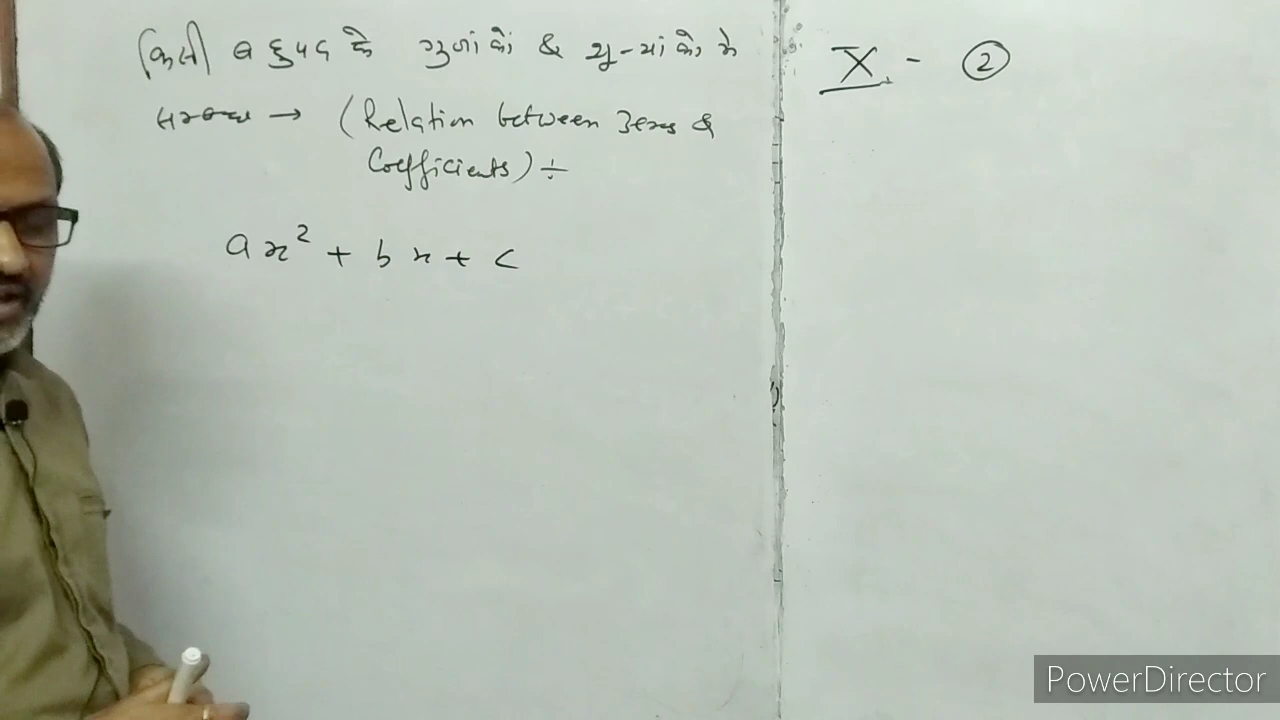 किसी बहुपद के गुणांकों & शून्यांकों में
सम्बन्ध → (Relation between Zeros &
Coefficients) ÷
ax² + bx + c
X - ②
PowerDirector